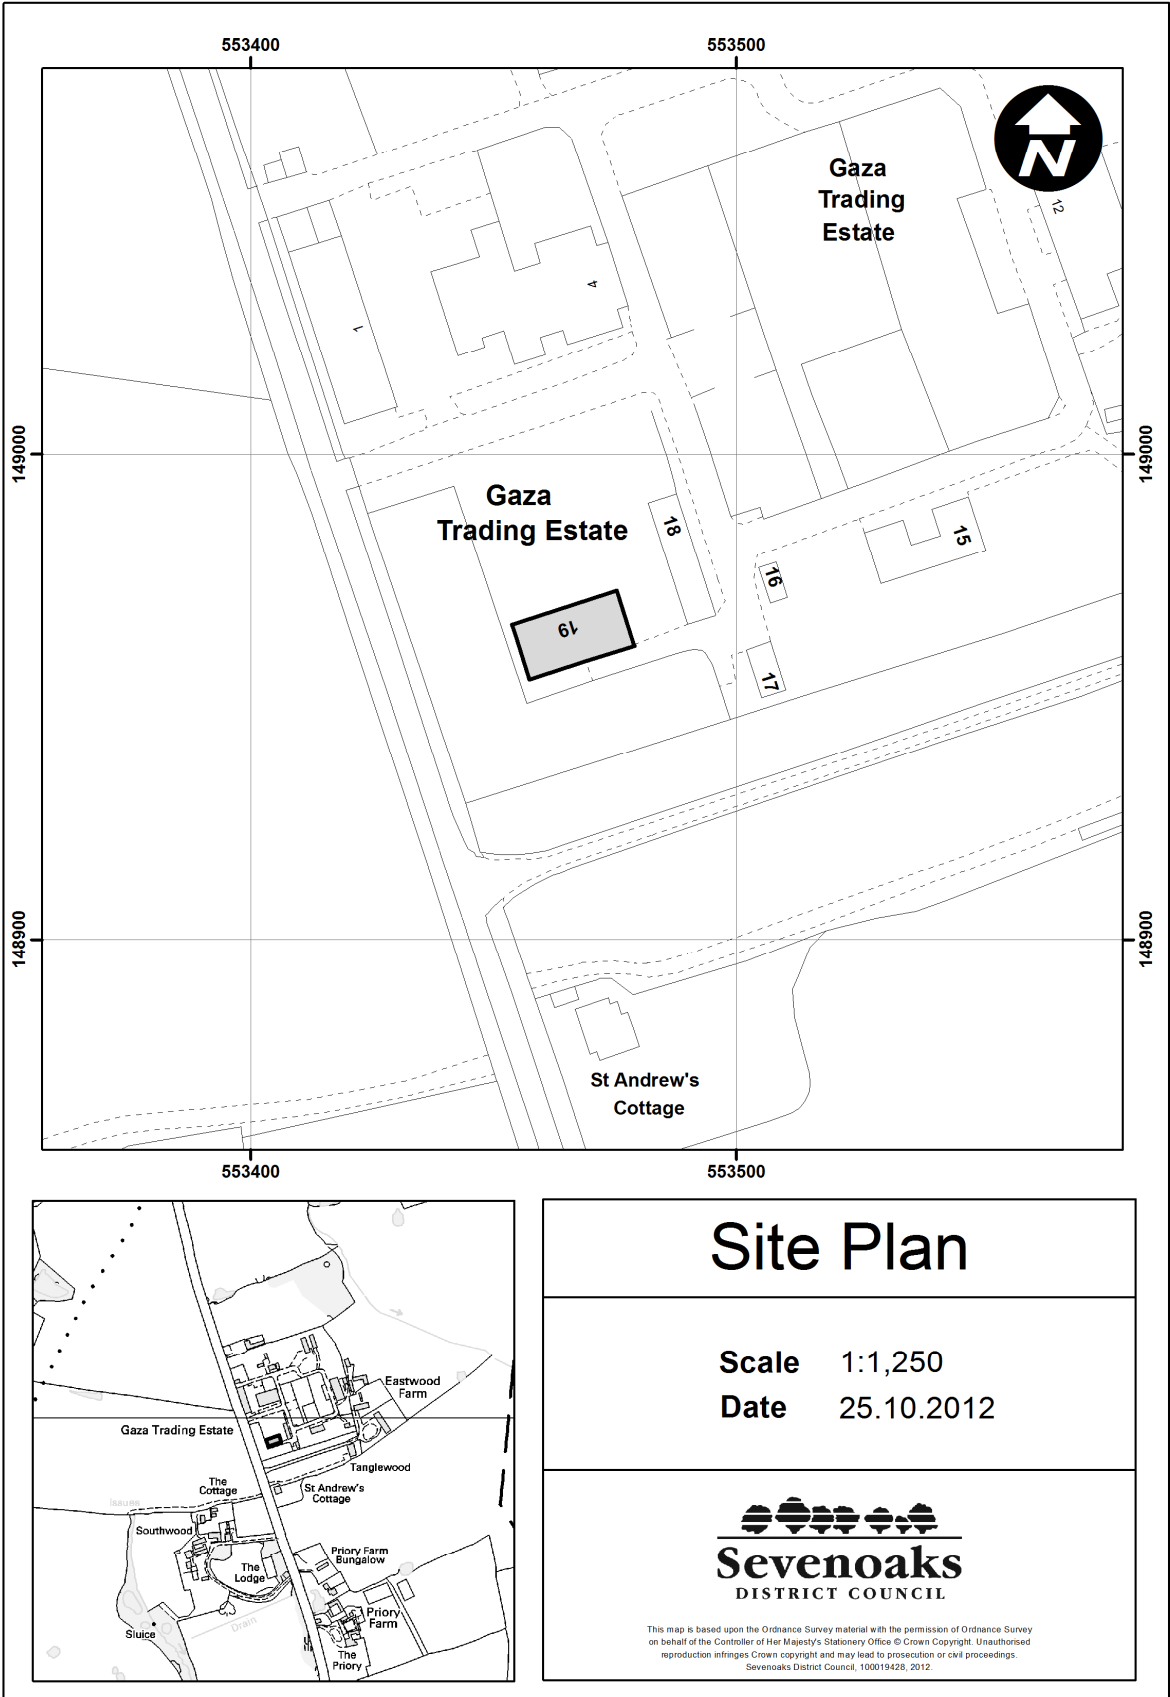 553400
553500
N
Gaza
Trading
Estate
12
4
1
149000
149000
Gaza
Trading Estate
18
15
16
19
17
148900
148900
St Andrew's
Cottage
553400
553500
Eastwood
Farm
Gaza Trading Estate
Tanglewood
The
Cottage
St Andrew's
Cottage
Issues
Southwood
Priory Farm
Bungalow
The
Lodge
Priory
Farm
Drain
Sluice
The
Priory
Site Plan
Scale 1:1,250
Date 25.10.2012
Sevenoaks
DISTRICT COUNCIL
This map is based upon the Ordnance Survey material with the permission of Ordnance Survey
on behalf of the Controller of Her Majesty's Stationery Office © Crown Copyright. Unauthorised
reproduction infringes Crown copyright and may lead to prosecution or civil proceedings.
Sevenoaks District Council, 100019428, 2012.